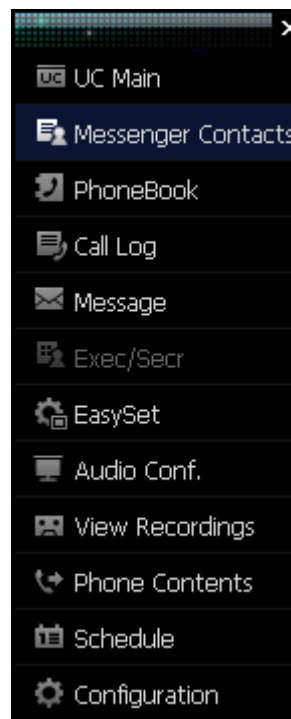 UC UC Main
Messenger Contacts
PhoneBook
Call Log
Message
Exec/Secr
EasySet
Audio Conf.
View Recordings
Phone Contents
Schedule
Configuration